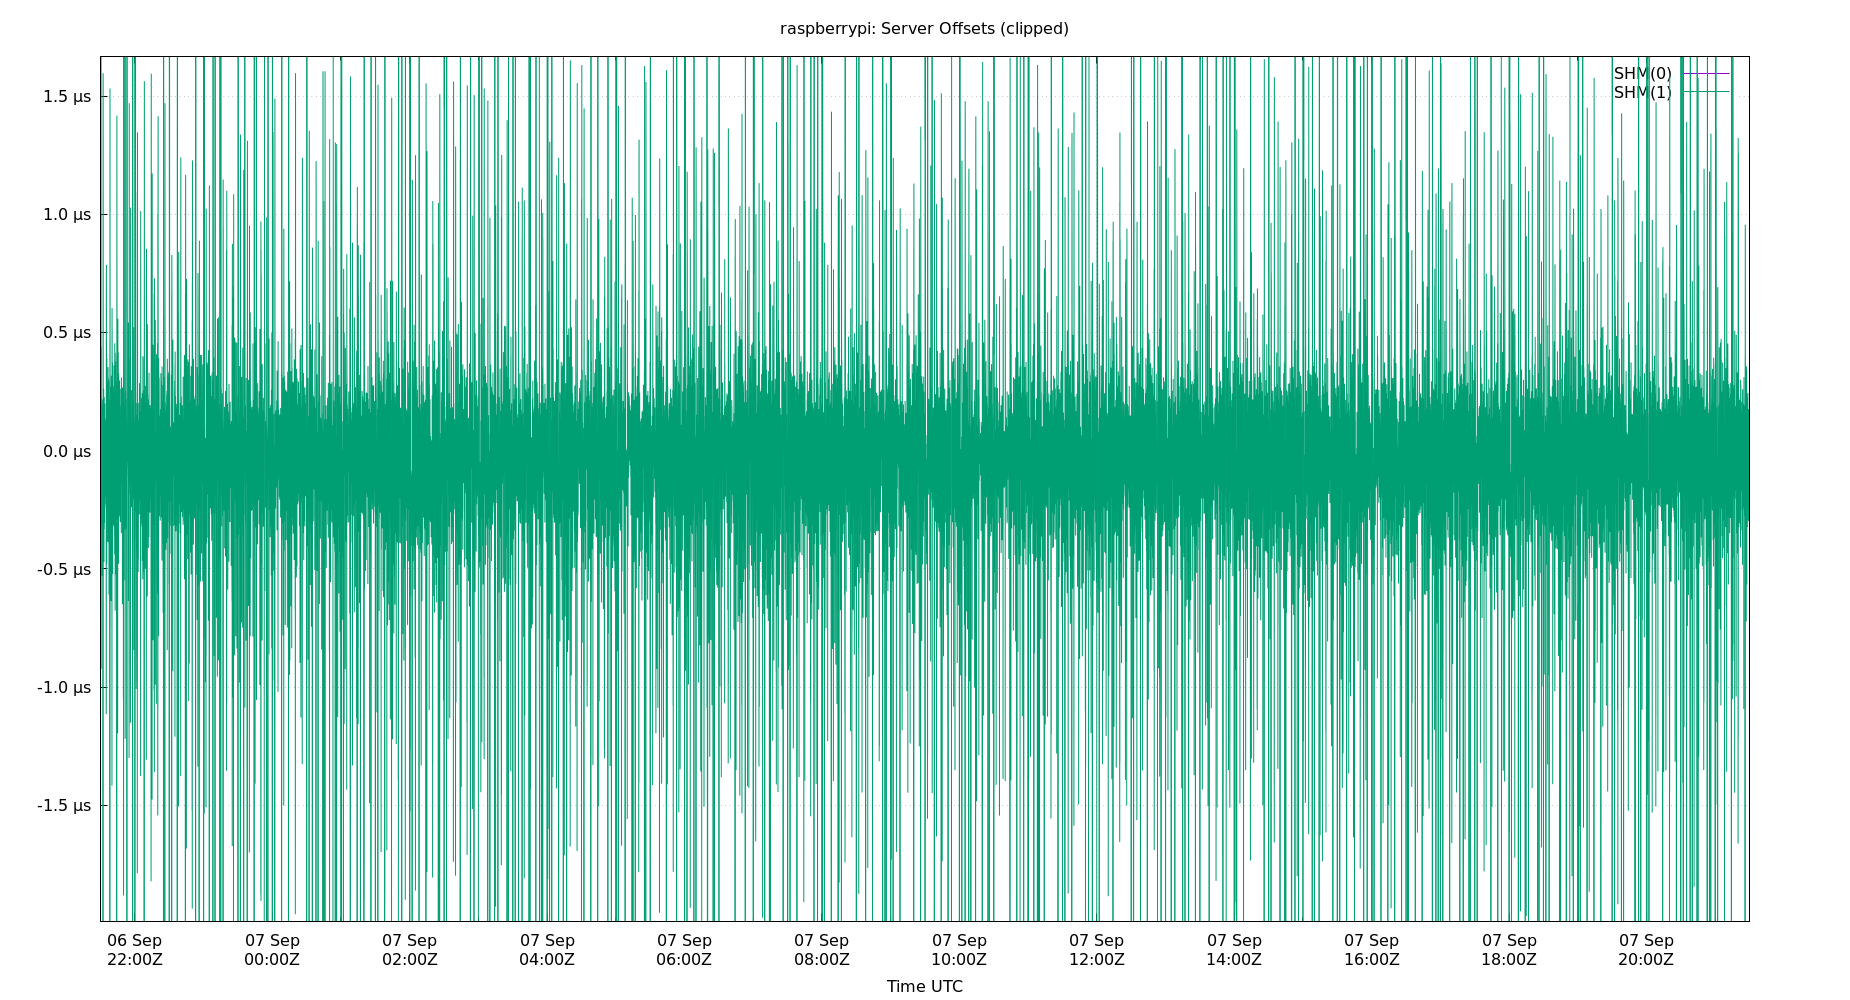 raspberrypi: Server Offsets (clipped)
SHM(0)
SHM(1)
1.5 µs
1.0 µs
0.5 µs
0.0 µs
-0.5 µs
-1.0 µs
-1.5 µs
06 Sep 07 Sep 07 Sep 07 Sep 07 Sep 07 Sep 07 Sep 07 Sep 07 Sep 07 Sep 07 Sep 07 Sep
22:00Z 00:00Z 02:00Z 04:00Z 06:00Z 08:00Z 10:00Z 12:00Z 14:00Z 16:00Z 18:00Z 20:00Z
Time UTC